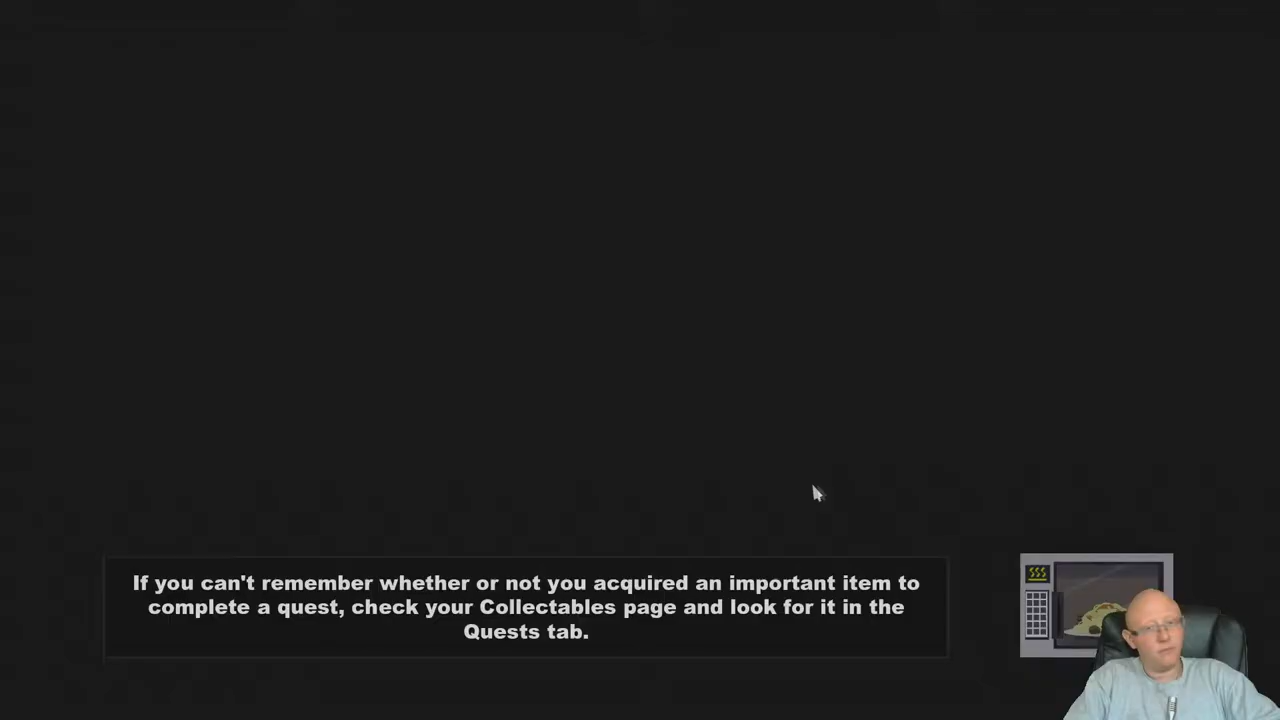 If you can't remember whether or not you acquired an important item to
complete a quest, check your Collectables page and look for it in the
Quests tab.